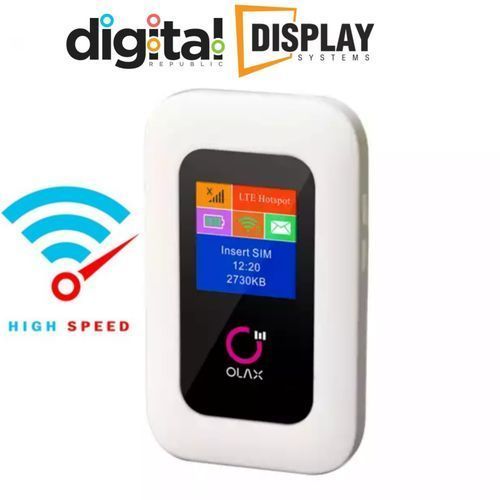 digital
REPUBLIC
DISPLAY
SYSTEMS
LTE Hotspot
Insert SIM
12:20
2730KB
HIGH SPEED
OLAX